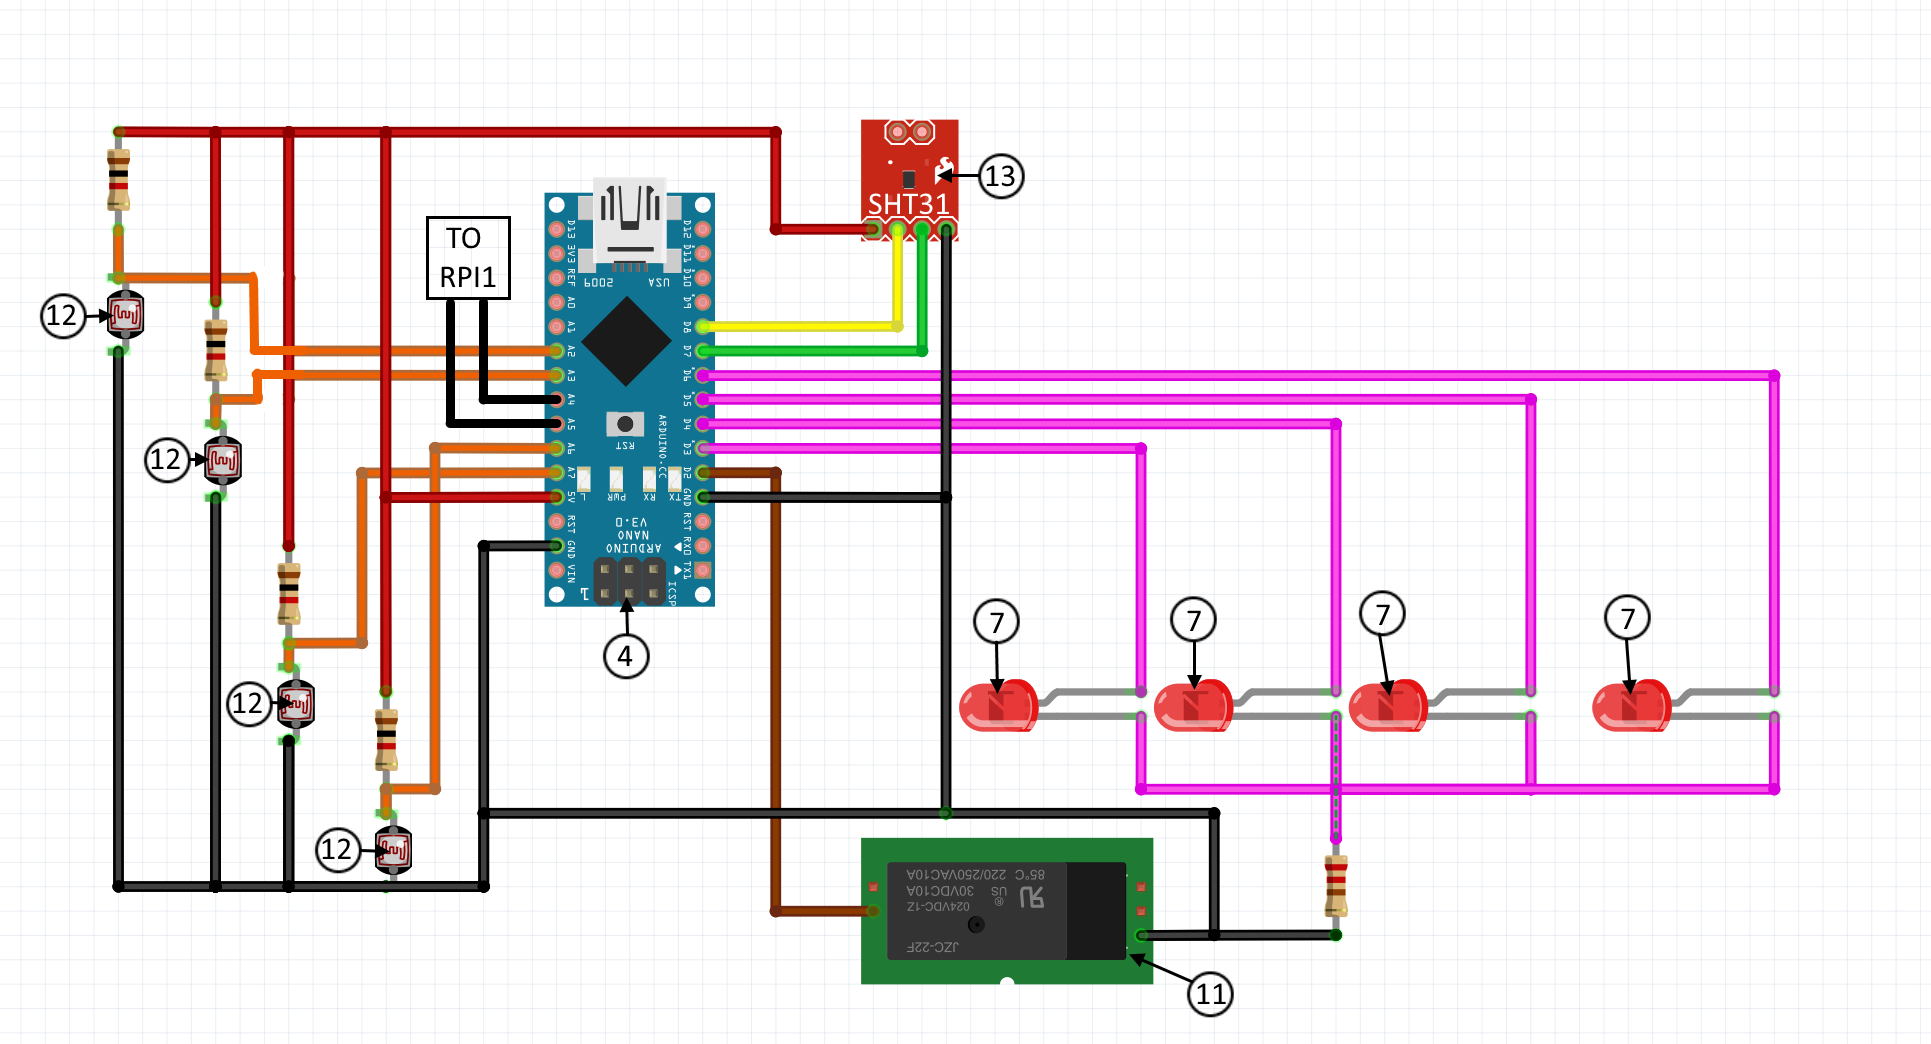 13
SHT31
TO
RPI1
D13
3V3
REF
A0
A1
A2
A3
A4
A5
A6
A7
5V
RST
GND
VIN
D12
D11
D10
D9
D8
D7
D6
D5
D4
D3
D2
GND
RST
RX0
TX1
USA
2009
RST
ARDUINO.CC
TX
RX
PWR
L
ARDUINO
NANO
V3.0
ICSP
1
12
12
12
12
4
7
7
7
7
85°C 220/250VAC10A
30VDC10A
US
®
024VDC-1Z
JZC-22F
11